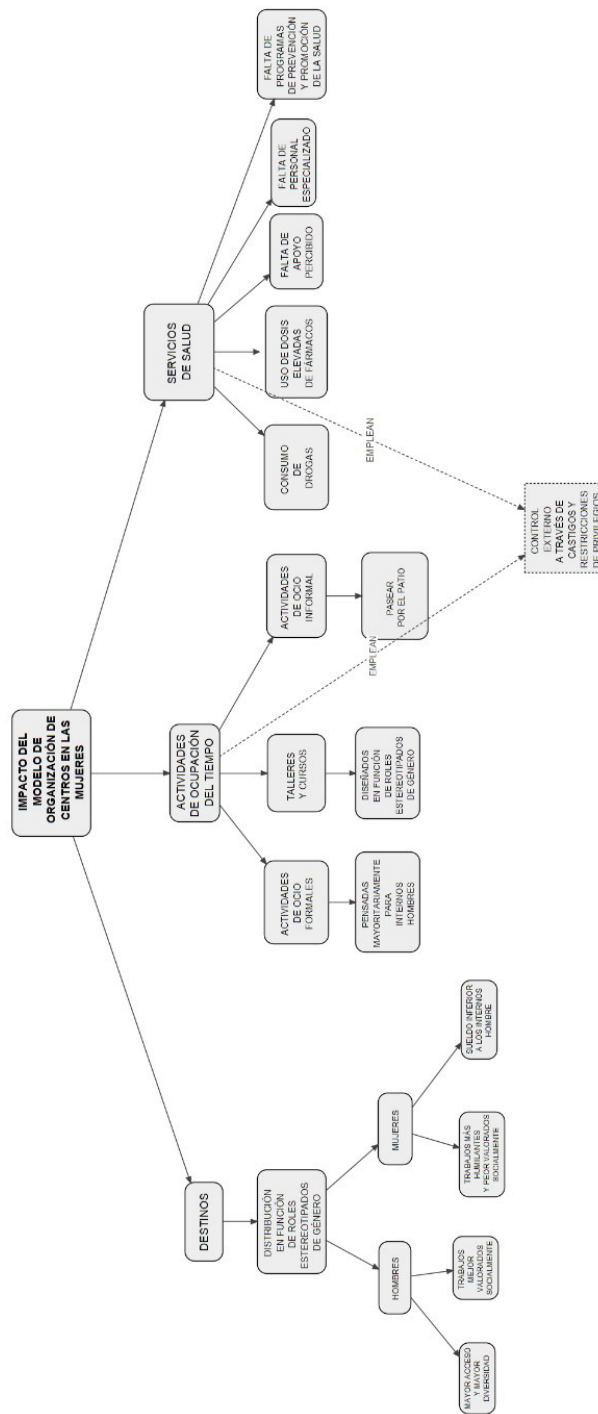 IMPACTO DEL
MODELO DE
ORGANIZACIÓN DE
CENTROS EN LAS
MUJERES
DESTINOS
ACTIVIDADES
DE OCUPACIÓN
DEL TIEMPO
SERVICIOS
DE SALUD
DISTRIBUCIÓN
EN FUNCIÓN
DE ROLES
ESTEREOTIPADOS
DE GÉNERO
ACTIVIDADES
DE OCIO
FORMALES
TALLERES
Y CURSOS
ACTIVIDADES
DE OCIO
INFORMAL
CONSUMO
DE
DROGAS
USO DE DOSIS
ELEVADAS
DE FÁRMACOS
FALTA DE
APOYO
PERCIBIDO
FALTA DE
PERSONAL
ESPECIALIZADO
FALTA DE
PROGRAMAS
DE PREVENCIÓN
Y PROMOCIÓN
DE LA SALUD
HOMBRES
MUJERES
PENSADAS
MAYORITARIAMENTE
PARA
INTERNOS
HOMBRES
DISEÑADOS
EN FUNCIÓN
DE ROLES
ESTEREOTIPADOS
DE GÉNERO
PASEAR
POR EL PATIO
EMPLEAN
EMPLEAN
MAYOR ACCESO
Y MAYOR
DIVERSIDAD
TRABAJOS
MEJOR
VALORADOS
SOCIALMENTE
TRABAJOS MÁS
HUMILANTES
Y PEOR VALORADOS
SOCIALMENTE
SUELDO INFERIOR
A LOS INTERNOS
HOMBRE
CONTROL
EXTERNO
A TRAVÉS DE
CASTIGOS Y
RESTRICCIONES
DE PRIVILEGIOS